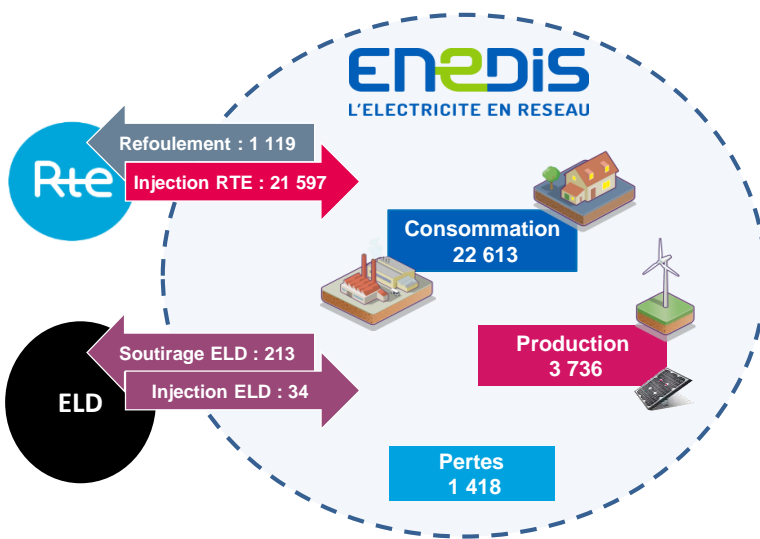 ENEDIS
L'ELECTRICITE EN RESEAU
Rte
Refoulement : 1 119
Injection RTE : 21 597
Consommation
22 613
Production
3 736
ELD
Soutirage ELD : 213
Injection ELD : 34
Pertes
1 418